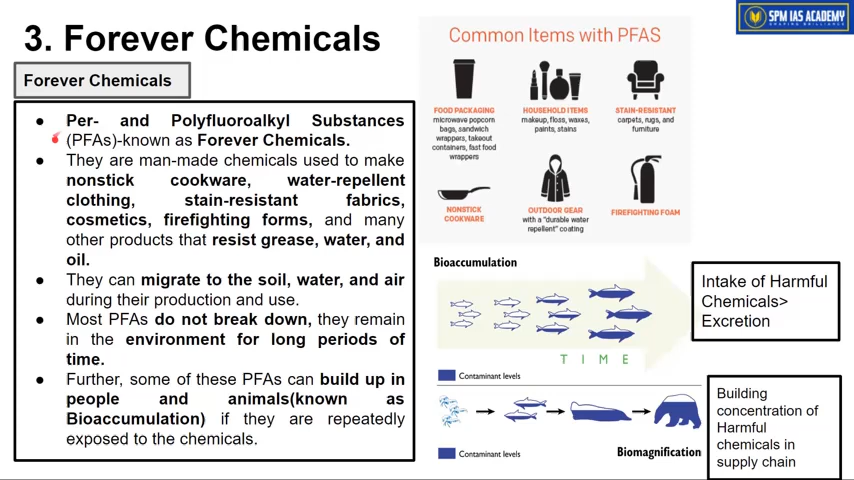 3. Forever Chemicals
SPM IAS ACADEMY
SHAPING BRILLIANCE
Forever Chemicals
● Per- and Polyfluoroalkyl Substances
(PFAs)-known as Forever Chemicals.
● They are man-made chemicals used to make
nonstick cookware, water-repellent
clothing, stain-resistant fabrics,
cosmetics, firefighting forms, and many
other products that resist grease, water, and
oil.
● They can migrate to the soil, water, and air
during their production and use.
● Most PFAs do not break down, they remain
in the environment for long periods of
time.
● Further, some of these PFAs can build up in
people and animals(known as
Bioaccumulation) if they are repeatedly
exposed to the chemicals.
Common Items with PFAS
FOOD PACKAGING
microwave popcorn
bags, sandwich
wrappers, takeout
containers, fast food
wrappers
HOUSEHOLD ITEMS
makeup, floss, waxes,
paints, stains
STAIN-RESISTANT
carpets, rugs, and
furniture
NONSTICK
COOKWARE
OUTDOOR GEAR
with a "durable water
repellent" coating
FIREFIGHTING FOAM
Bioaccumulation
TIME
Contaminant levels
Intake of Harmful
Chemicals>
Excretion
Contaminant levels
Biomagnification
Building
concentration of
Harmful
chemicals in
supply chain